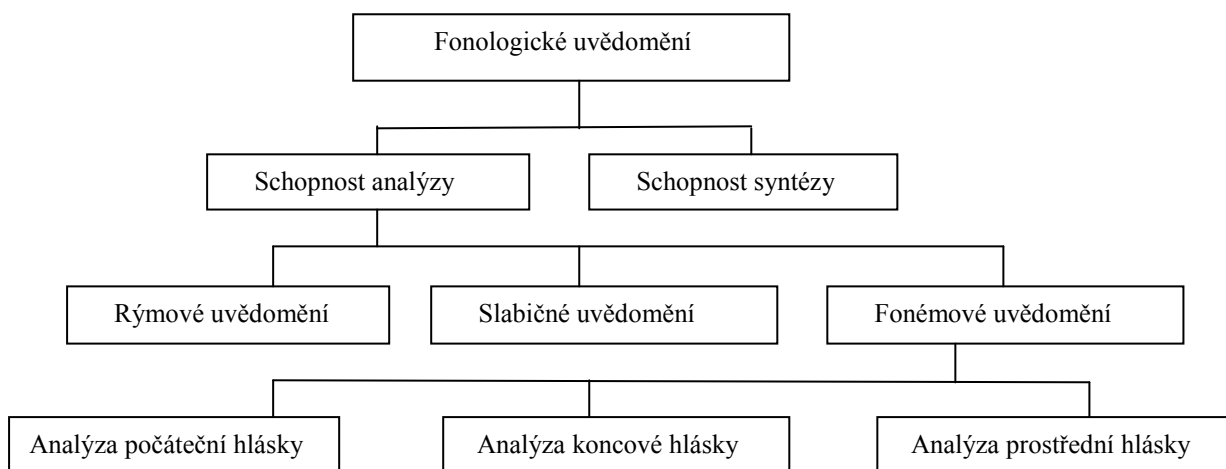 Fonologické uvědomění
Schopnost analýzy
Schopnost syntézy
Rýmové uvědomění
Slabičné uvědomění
Fonémové uvědomění
Analýza počáteční hlásky
Analýza koncové hlásky
Analýza prostřední hlásky